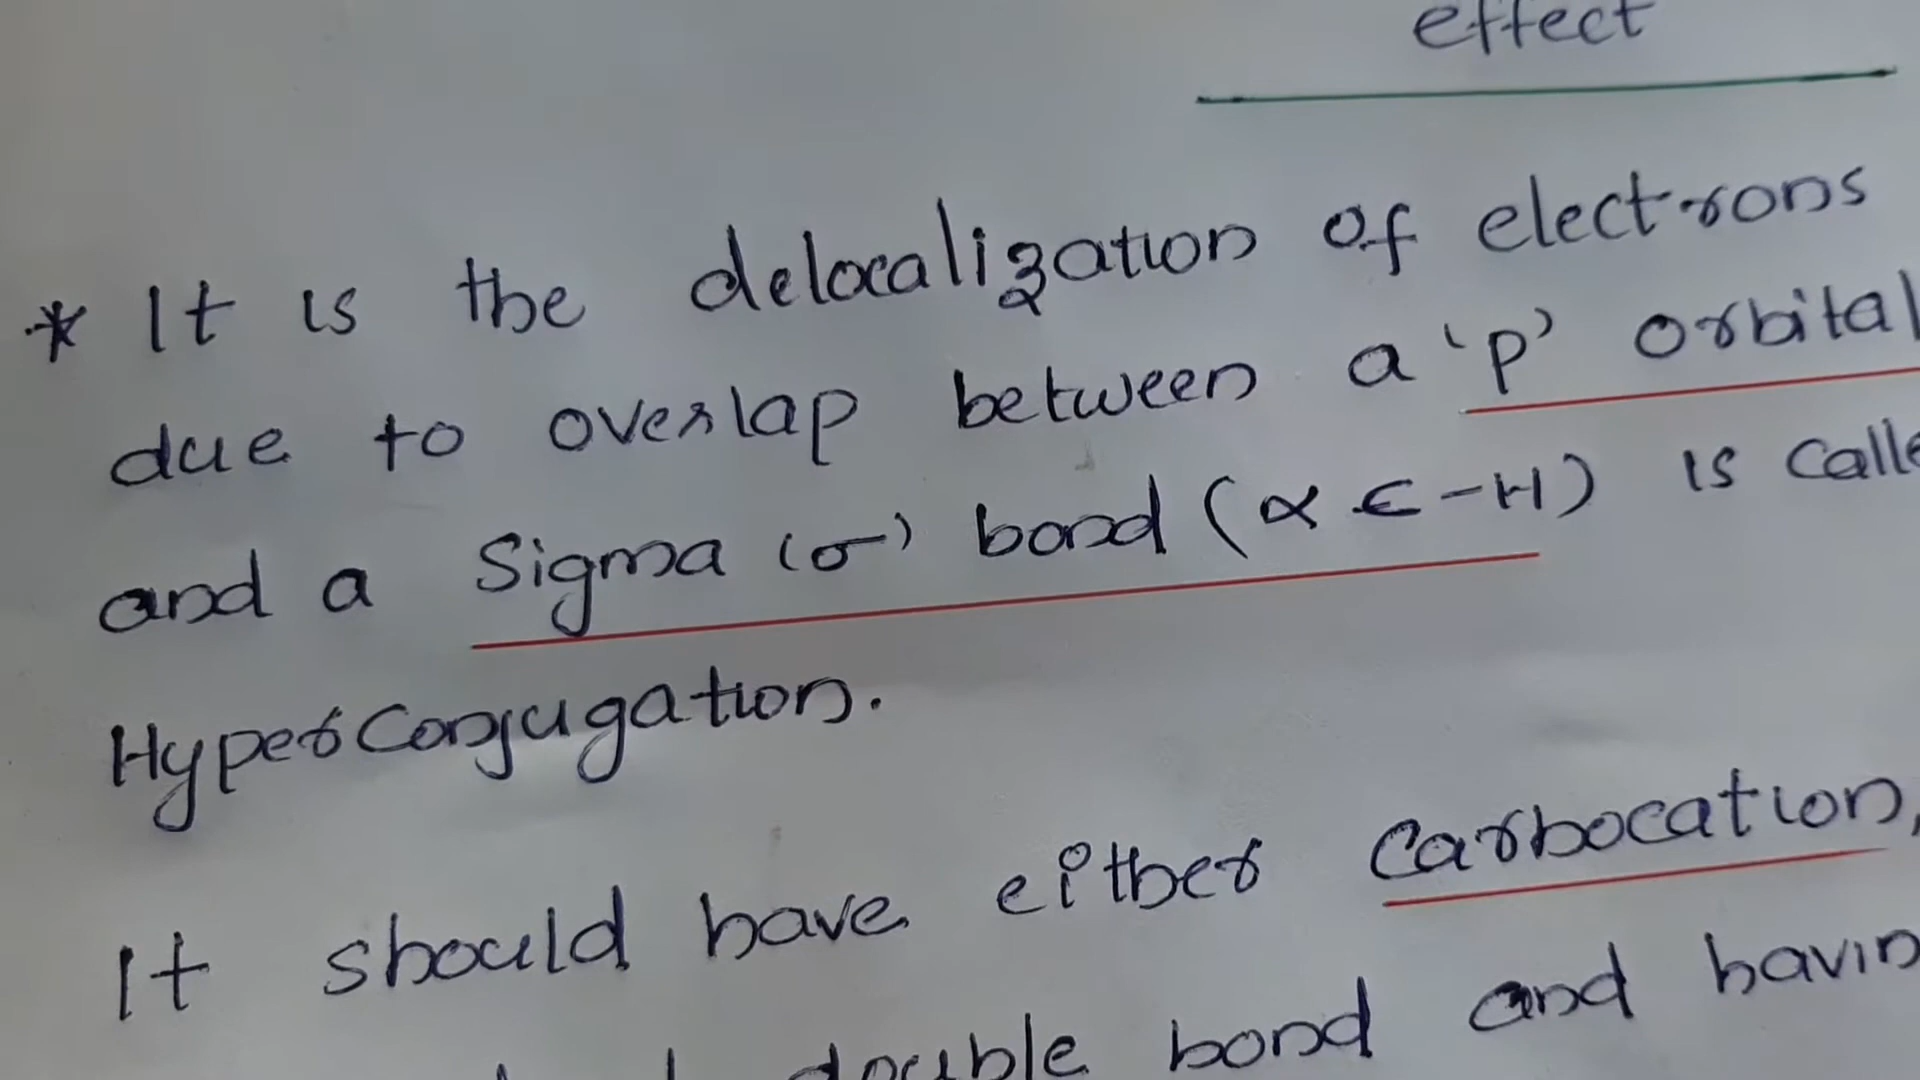 effect
* It is the delocalization of electrons
due to overlap between a 'p' orbital
and a Sigma (σ) bond (α C-H) is calle
HyperConjugation.
It should have either Carbocation,
double bond and havin